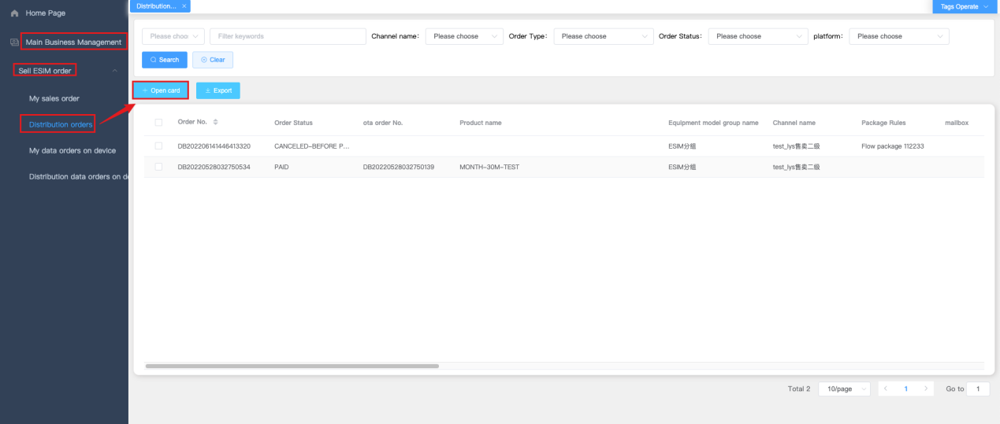 Home Page
Main Business Management
Sell ESIM order
My sales order
Distribution orders
My data orders on device
Distribution data orders on de
Distribution... ×
Tags Operate
Please choo
Filter keywords
Channel name: Please choose
Order Type: Please choose
Order Status: Please choose
platform: Please choose
Search
Clear
+ Open card
Export
Order No. Order Status ota order No. Product name Equipment model group name Channel name Package Rules mailbox
DB202206141446413320 CANCELED-BEFORE P... ESIM分组 test_lys售卖二级 Flow package 112233
DB20220528032750534 PAID DB20220528032750139 MONTH-30M-TEST ESIM分组 test_lys售卖二级
Total 2 10/page < 1 > Go to 1